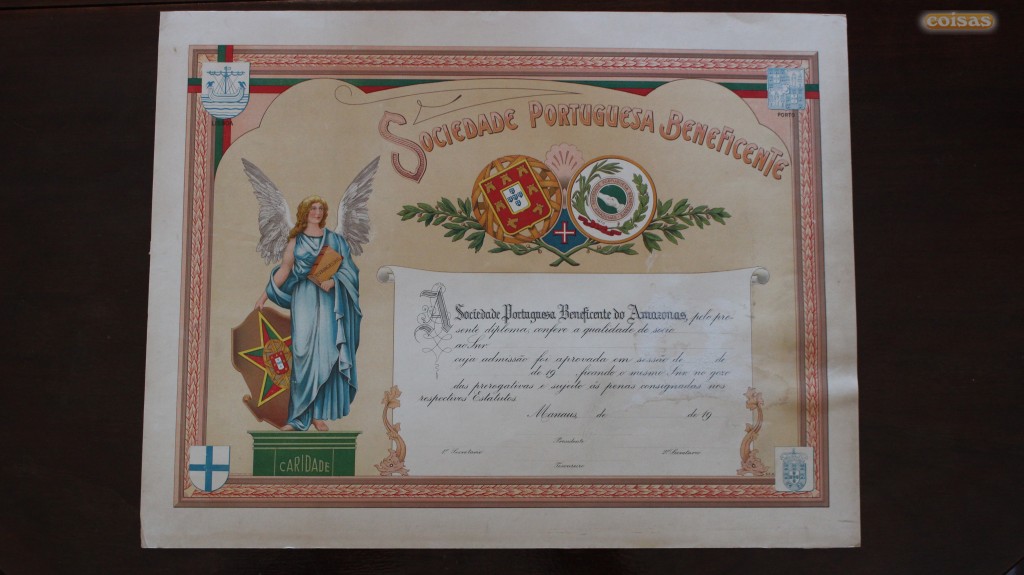 coisas
PORTO
SOCIEDADE PORTUGUESA BENEFICENTE
A Sociedade Portuguesa Beneficente do Amazonas, pelo pre-
sente diploma, confere a qualidade de socio
ao Snr.
cuja admissão foi aprovada em sessão de de
de 19 , ficando o mesmo Snr. no gozo
das prerogativas e sujeito ás penas consignadas nos
respectivos Estatutos.
Manaus, de de 19
Presidente
1º Secretario 2º Secretario
Tesoureiro
CARIDADE